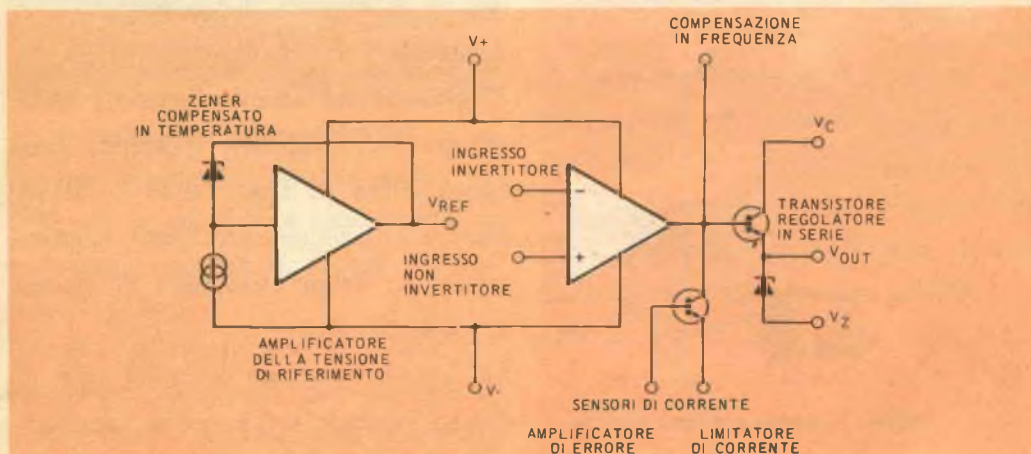 COMPENSAZIONE
IN FREQUENZA
V+
ZENER
COMPENSATO
IN TEMPERATURA
VC
INGRESSO
INVERTITORE
−
TRANSISTORE
REGOLATORE
IN SERIE
VREF
INGRESSO
NON
INVERTITORE
+
VOUT
VZ
AMPLIFICATORE
DELLA TENSIONE
DI RIFERIMENTO
V-
SENSORI DI CORRENTE
AMPLIFICATORE
DI ERRORE
LIMITATORE
DI CORRENTE